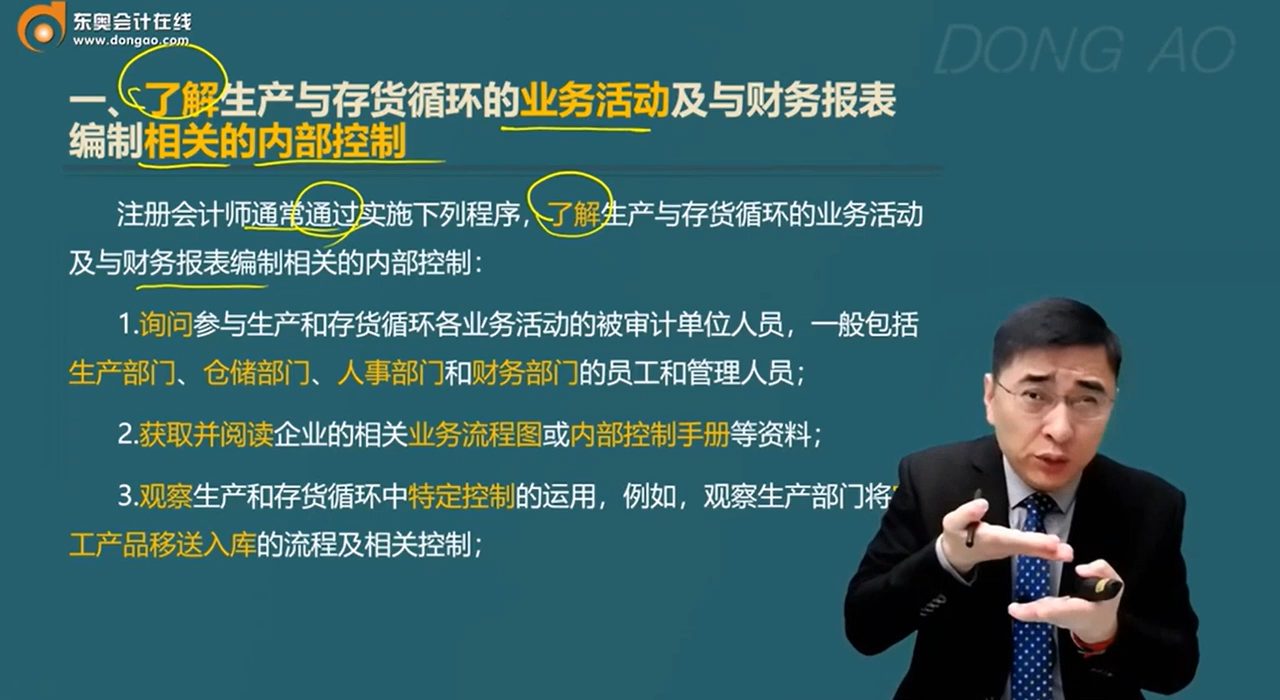 东奥会计在线
www.dongao.com
DONG AO
一、了解生产与存货循环的业务活动及与财务报表
编制相关的内部控制
注册会计师通常通过实施下列程序，了解生产与存货循环的业务活动
及与财务报表编制相关的内部控制：
1.询问参与生产和存货循环各业务活动的被审计单位人员，一般包括
生产部门、仓储部门、人事部门和财务部门的员工和管理人员；
2.获取并阅读企业的相关业务流程图或内部控制手册等资料；
3.观察生产和存货循环中特定控制的运用，例如，观察生产部门将
工产品移送入库的流程及相关控制；